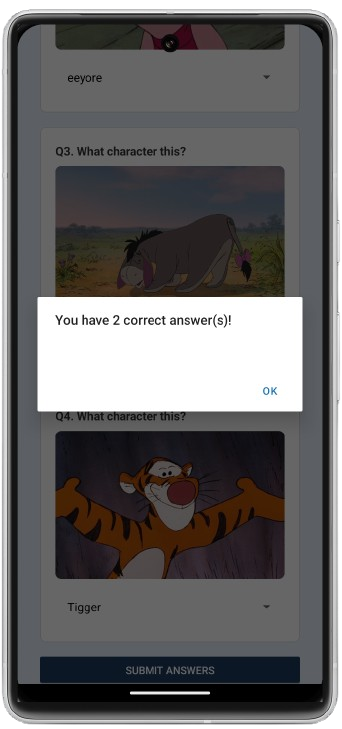 eeyore
Q3. What character this?
You have 2 correct answer(s)!
OK
Q4. What character this?
Tigger
SUBMIT ANSWERS